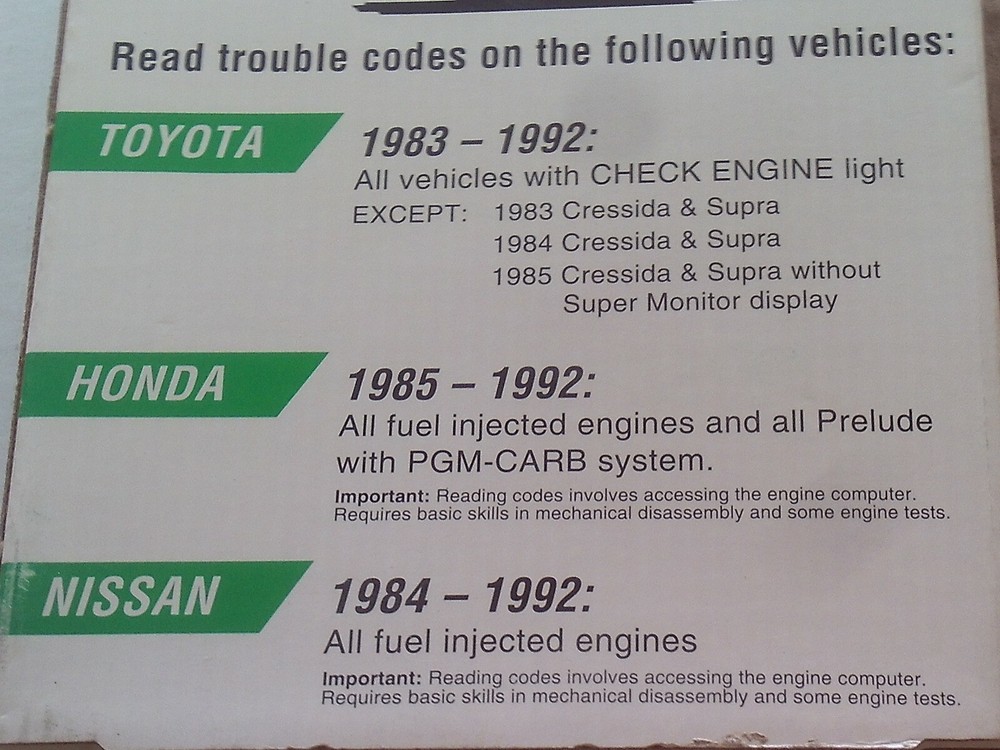 Read trouble codes on the following vehicles:
TOYOTA
1983 – 1992:
All vehicles with CHECK ENGINE light
EXCEPT: 1983 Cressida & Supra
1984 Cressida & Supra
1985 Cressida & Supra without
Super Monitor display
HONDA
1985 – 1992:
All fuel injected engines and all Prelude
with PGM-CARB system.
Important: Reading codes involves accessing the engine computer.
Requires basic skills in mechanical disassembly and some engine tests.
NISSAN
1984 – 1992:
All fuel injected engines
Important: Reading codes involves accessing the engine computer.
Requires basic skills in mechanical disassembly and some engine tests.